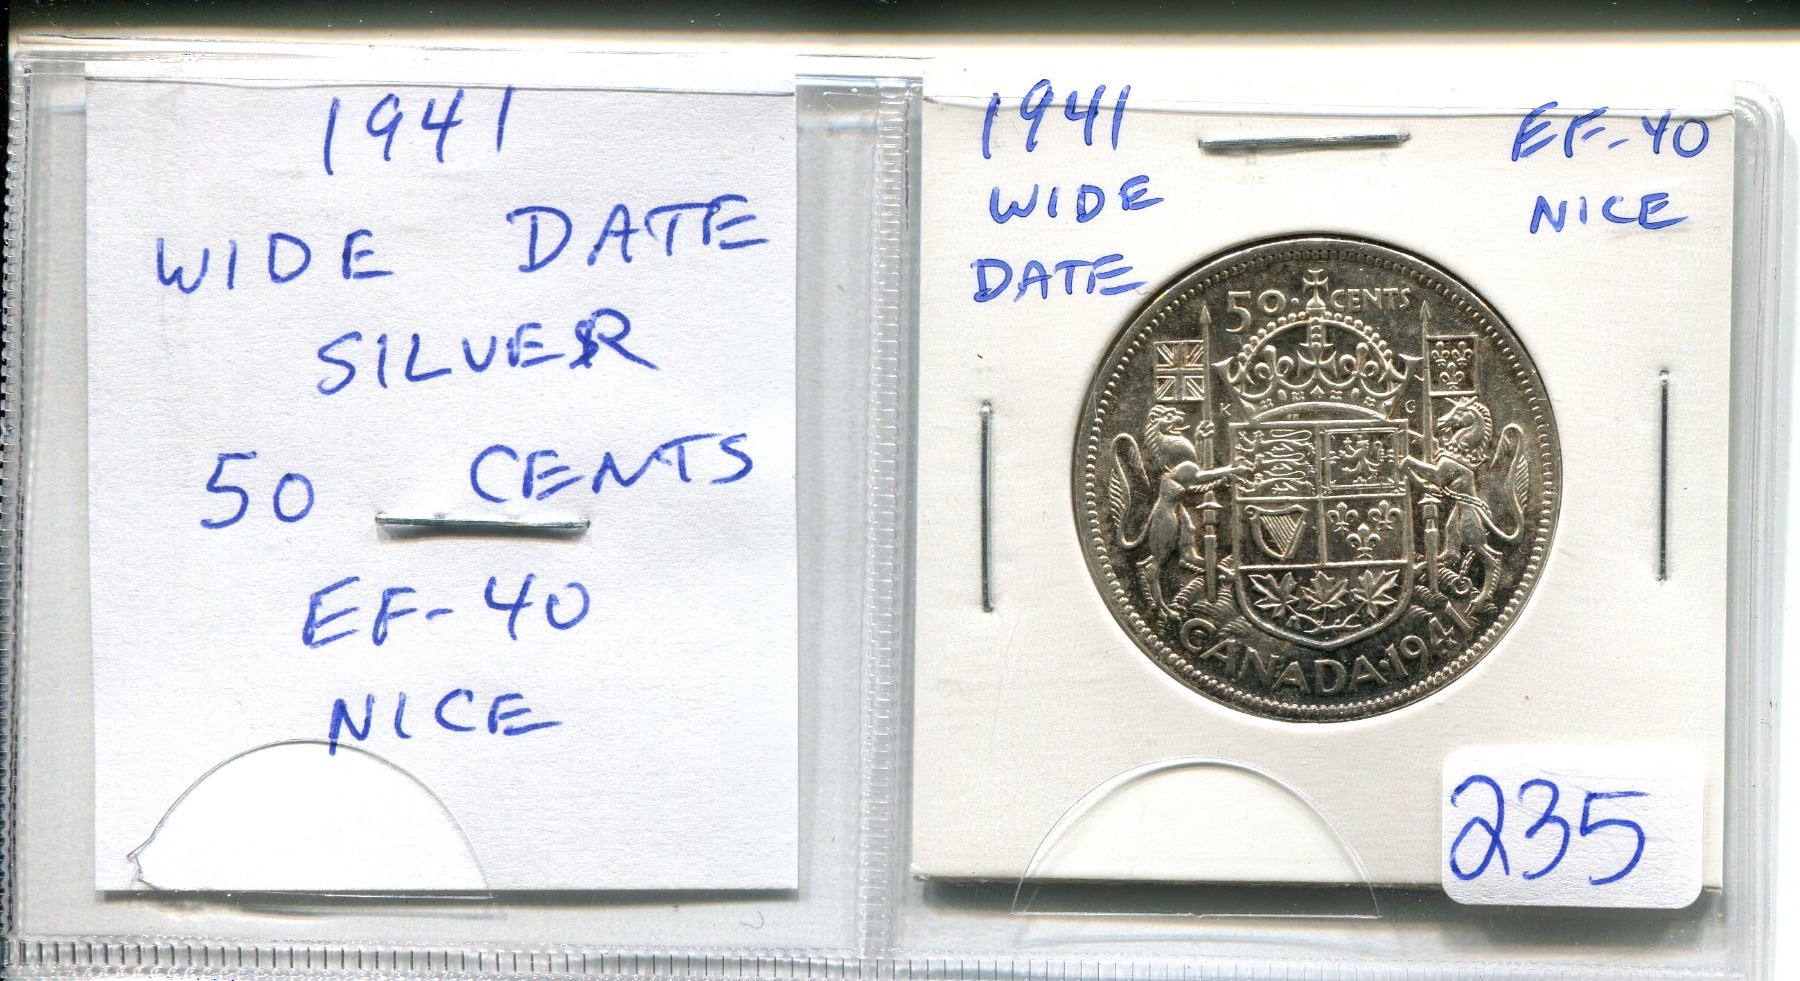 1941
WIDE DATE
SILVER
50 CENTS
EF-40
NICE
1941
WIDE
DATE
EF-40
NICE
50 · CENTS
K G
CANADA · 1941
235